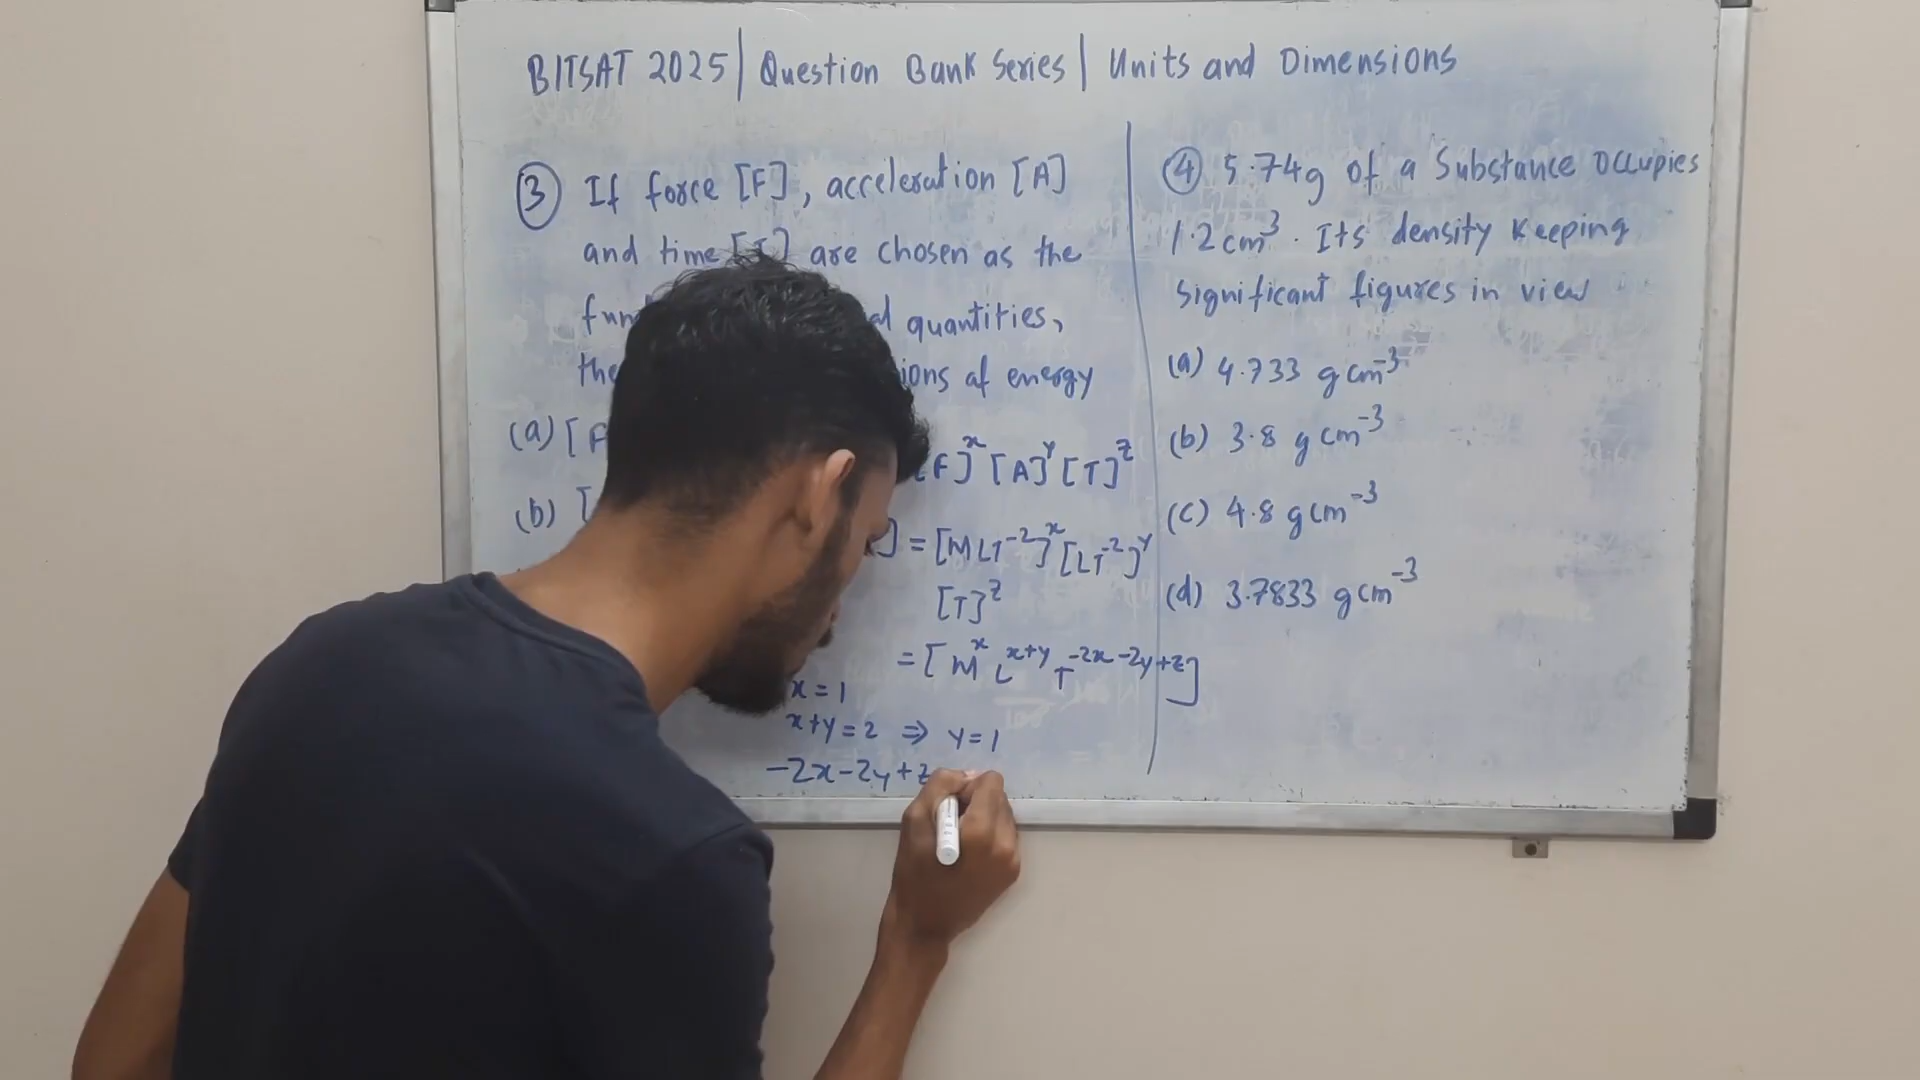 BITSAT 2025 | Question Bank Series | Units and Dimensions
③ If force [F], acceleration [A]
and time [T] are chosen as the
quantities,
the of energy
(a) [F
(b) [
F]ˣ [A]ʸ [T]ᶻ
] = [MLT⁻²]ˣ [LT⁻²]ʸ
[T]ᶻ
= [Mˣ Lˣ⁺ʸ T⁻²ˣ⁻²ʸ⁺ᶻ]
x = 1
x+y = 2 ⇒ y = 1
-2x-2y+z
④ 5.74g of a Substance occupies
1.2 cm³. Its density keeping
significant figures in view
(a) 4.733 g cm⁻³
(b) 3.8 g cm⁻³
(c) 4.8 g cm⁻³
(d) 3.7833 g cm⁻³